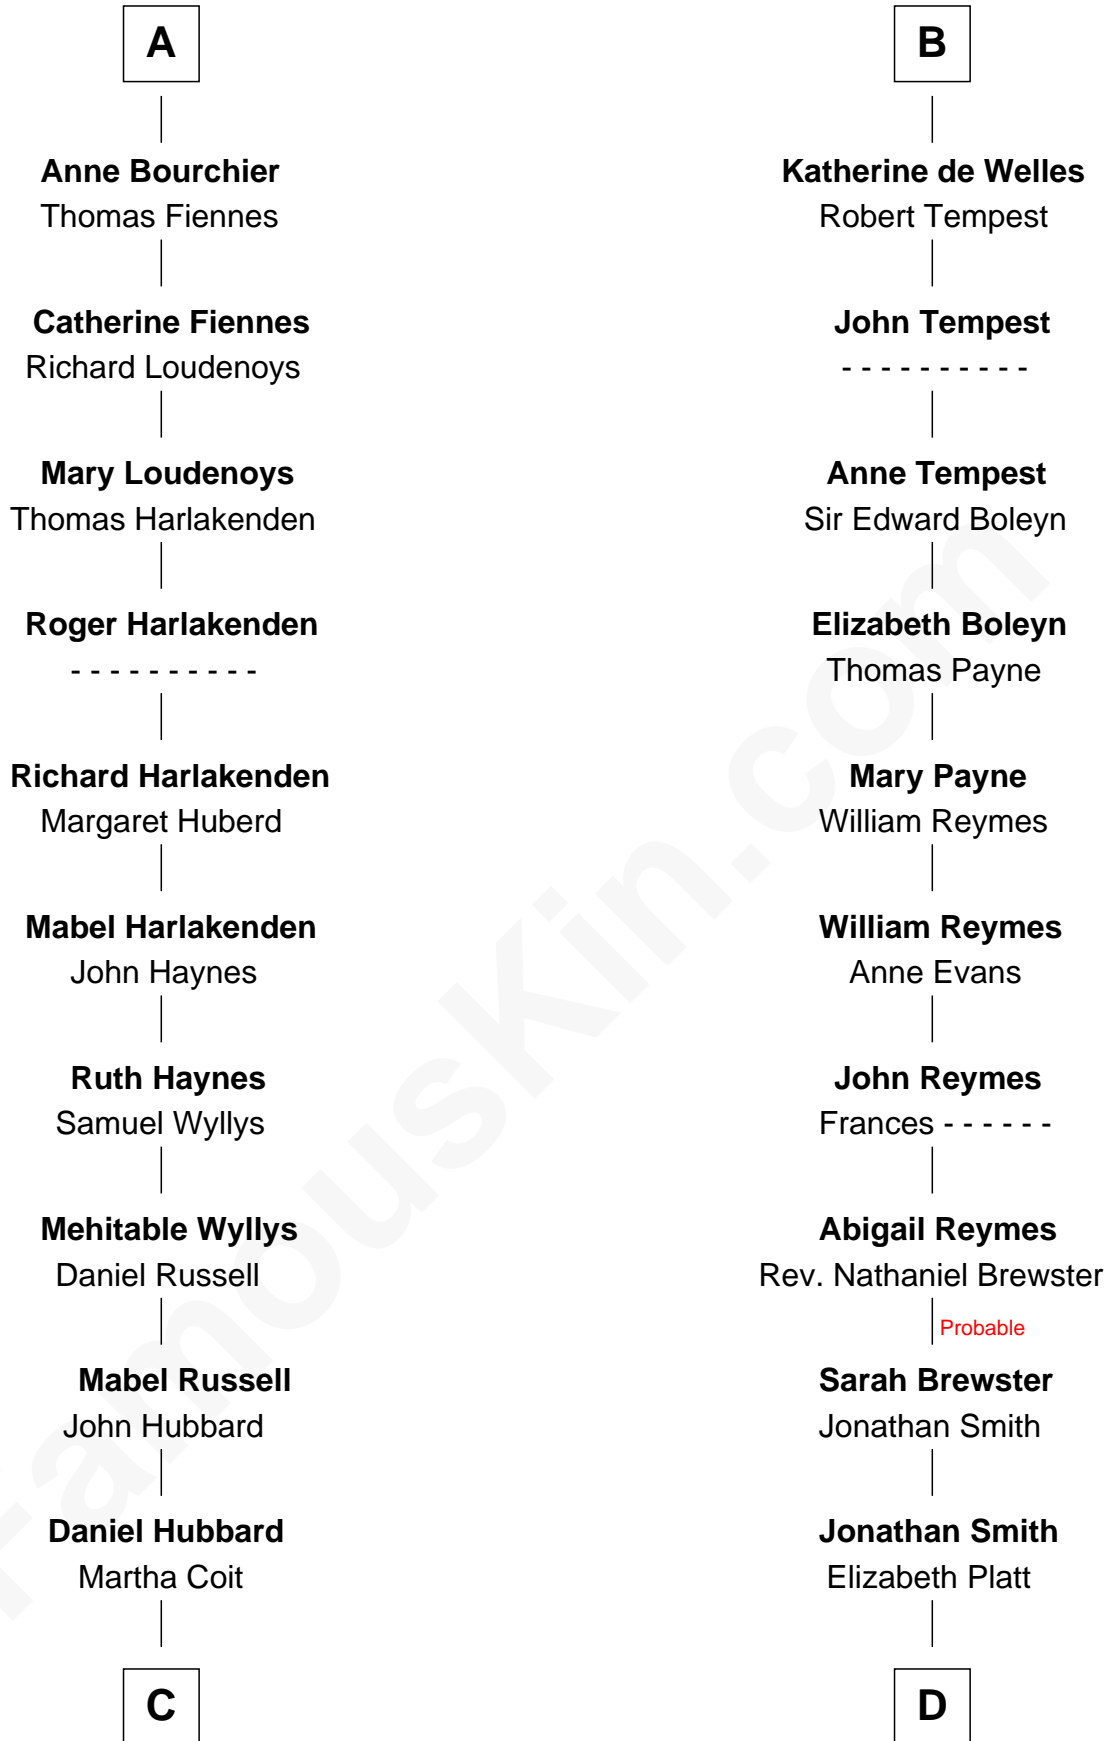 A
Anne Bourchier
Thomas Fiennes
Catherine Fiennes
Richard Loudenoys
Mary Loudenoys
Thomas Harlakenden
Roger Harlakenden
- - - - - - - - - -
Richard Harlakenden
Margaret Huberd
Mabel Harlakenden
John Haynes
Ruth Haynes
Samuel Wyllys
Mehitable Wyllys
Daniel Russell
Mabel Russell
John Hubbard
Daniel Hubbard
Martha Coit
C
B
Katherine de Welles
Robert Tempest
John Tempest
- - - - - - - - - -
Anne Tempest
Sir Edward Boleyn
Elizabeth Boleyn
Thomas Payne
Mary Payne
William Reymes
William Reymes
Anne Evans
John Reymes
Frances - - - - - -
Abigail Reymes
Rev. Nathaniel Brewster
Probable
Sarah Brewster
Jonathan Smith
Jonathan Smith
Elizabeth Platt
D
FamousKin.com